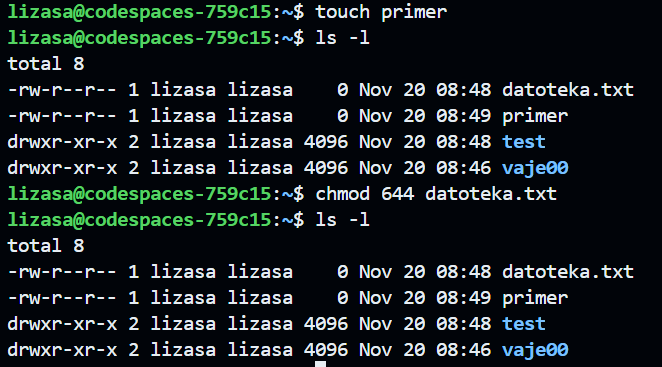 lizasa@codespaces-759c15:~$ touch primer
lizasa@codespaces-759c15:~$ ls -l
total 8
-rw-r--r-- 1 lizasa lizasa    0 Nov 20 08:48 datoteka.txt
-rw-r--r-- 1 lizasa lizasa    0 Nov 20 08:49 primer
drwxr-xr-x 2 lizasa lizasa 4096 Nov 20 08:48 test
drwxr-xr-x 2 lizasa lizasa 4096 Nov 20 08:46 vaje00
lizasa@codespaces-759c15:~$ chmod 644 datoteka.txt
lizasa@codespaces-759c15:~$ ls -l
total 8
-rw-r--r-- 1 lizasa lizasa    0 Nov 20 08:48 datoteka.txt
-rw-r--r-- 1 lizasa lizasa    0 Nov 20 08:49 primer
drwxr-xr-x 2 lizasa lizasa 4096 Nov 20 08:48 test
drwxr-xr-x 2 lizasa lizasa 4096 Nov 20 08:46 vaje00